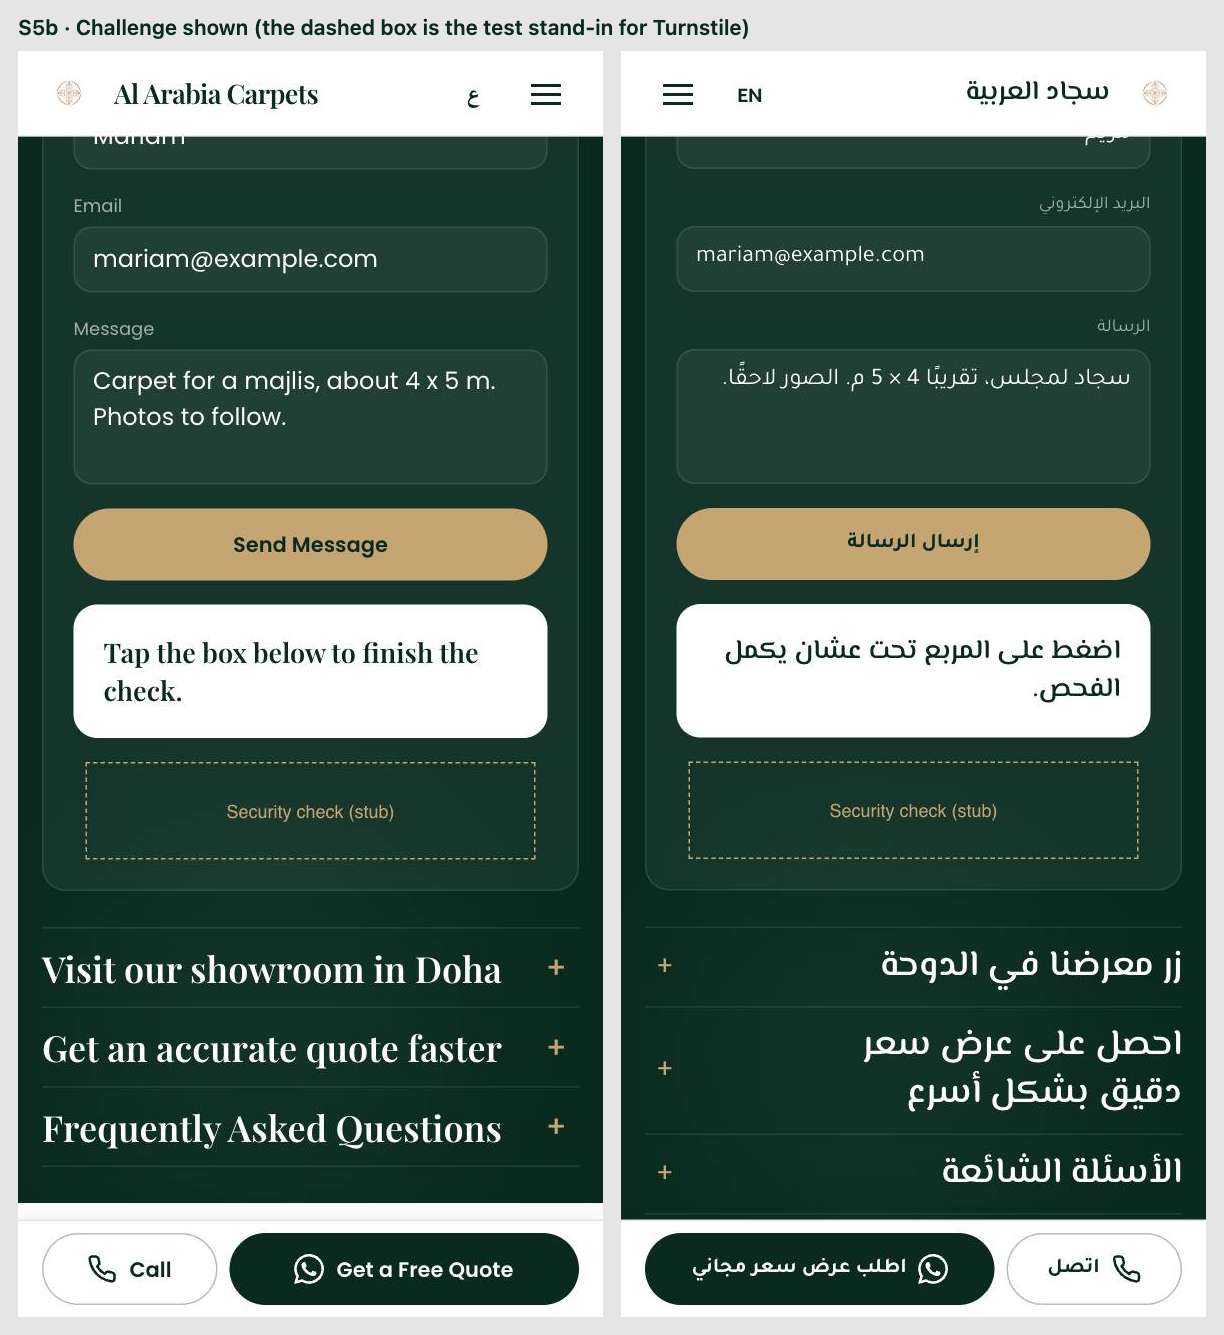 S5b · Challenge shown (the dashed box is the test stand-in for Turnstile)
Al Arabia Carpets
ع
Mariam
Email
mariam@example.com
Message
Carpet for a majlis, about 4 x 5 m.
Photos to follow.
Send Message
Tap the box below to finish the
check.
Security check (stub)
Visit our showroom in Doha
+
Get an accurate quote faster
+
Frequently Asked Questions
+
Call
Get a Free Quote
سجاد العربية
EN
مريم
البريد الإلكتروني
mariam@example.com
الرسالة
سجاد لمجلس، تقريبًا 4 × 5 م. الصور لاحقًا.
إرسال الرسالة
اضغط على المربع تحت عشان يكمل
الفحص.
Security check (stub)
زر معرضنا في الدوحة
+
احصل على عرض سعر
دقيق بشكل أسرع
+
الأسئلة الشائعة
+
اتصل
اطلب عرض سعر مجاني